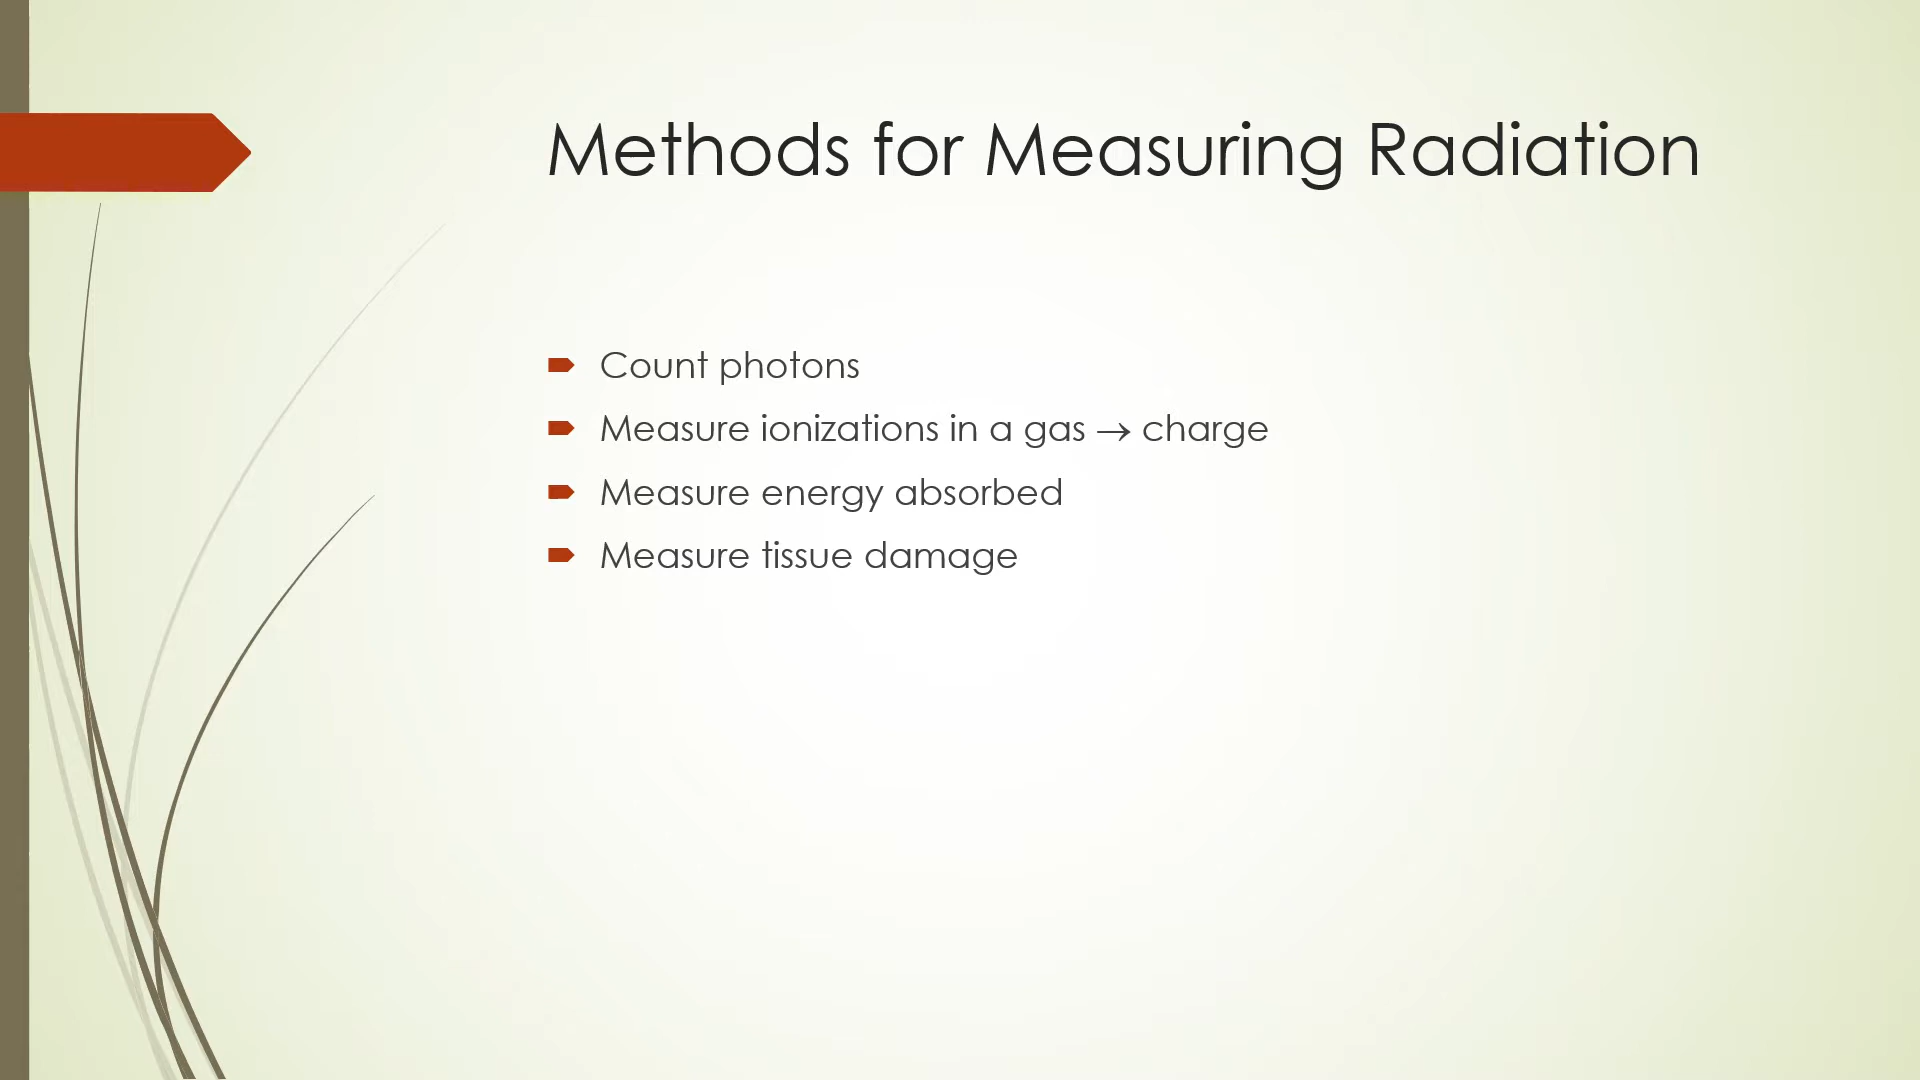 Methods for Measuring Radiation
Count photons
Measure ionizations in a gas → charge
Measure energy absorbed
Measure tissue damage